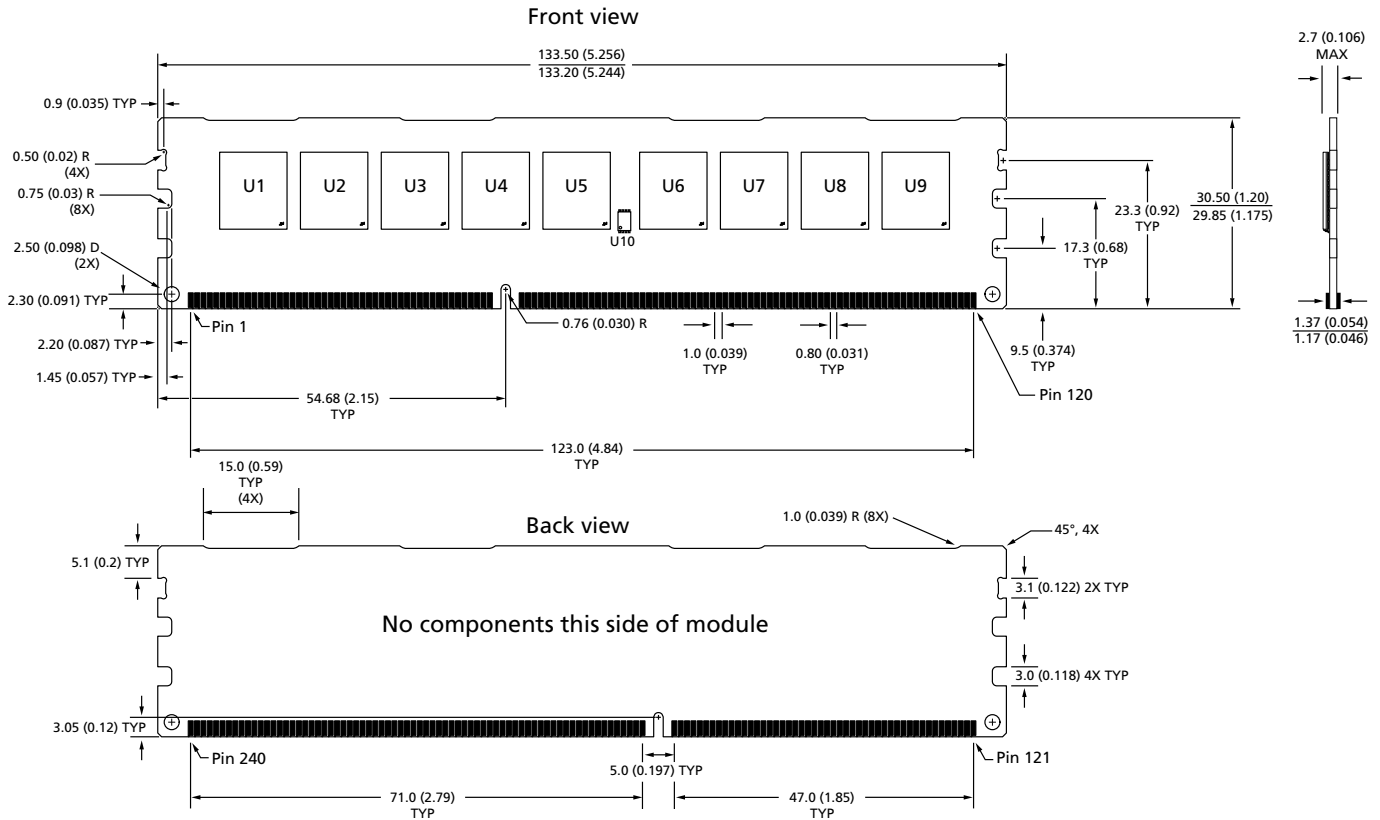 Front view
133.50 (5.256)
133.20 (5.244)
2.7 (0.106)
MAX
0.9 (0.035) TYP
0.50 (0.02) R
(4X)
0.75 (0.03) R
(8X)
2.50 (0.098) D
(2X)
2.30 (0.091) TYP
2.20 (0.087) TYP
1.45 (0.057) TYP
U1
U2
U3
U4
U5
U6
U7
U8
U9
U10
Pin 1
0.76 (0.030) R
1.0 (0.039)
TYP
0.80 (0.031)
TYP
23.3 (0.92)
TYP
17.3 (0.68)
TYP
30.50 (1.20)
29.85 (1.175)
9.5 (0.374)
TYP
1.37 (0.054)
1.17 (0.046)
Pin 120
54.68 (2.15)
TYP
123.0 (4.84)
TYP
15.0 (0.59)
TYP
(4X)
Back view
1.0 (0.039) R (8X)
45°, 4X
5.1 (0.2) TYP
3.1 (0.122) 2X TYP
No components this side of module
3.0 (0.118) 4X TYP
3.05 (0.12) TYP
Pin 240
5.0 (0.197) TYP
Pin 121
71.0 (2.79)
TYP
47.0 (1.85)
TYP